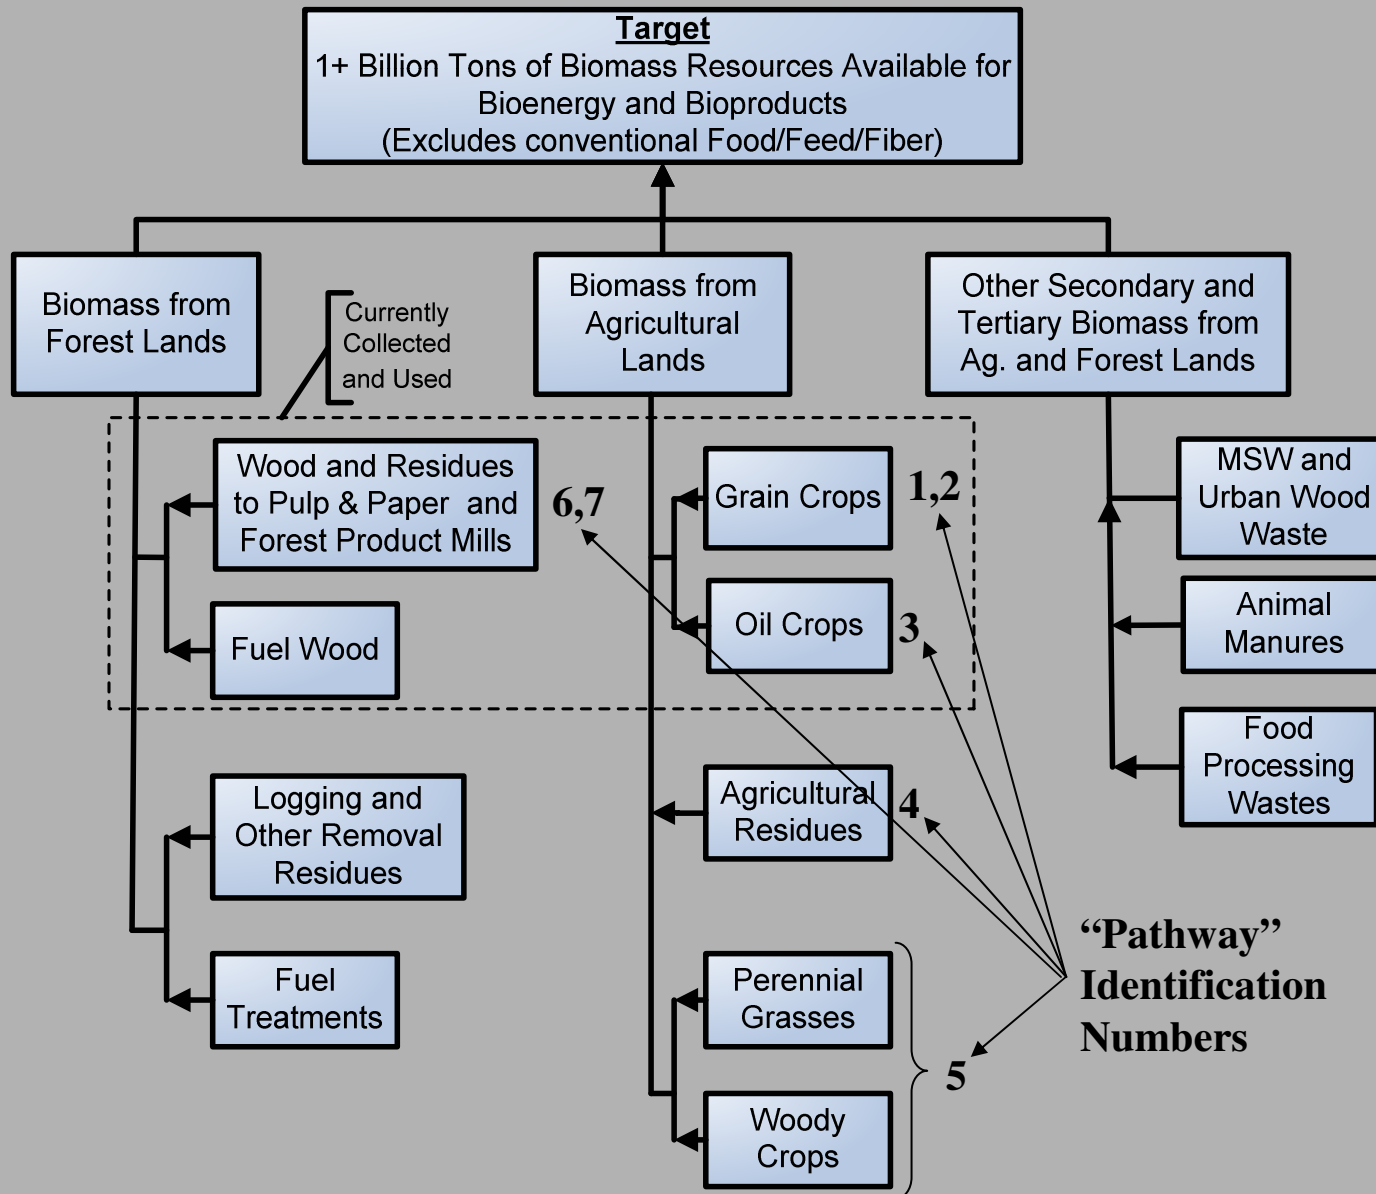 Target
1+ Billion Tons of Biomass Resources Available for
Bioenergy and Bioproducts
(Excludes conventional Food/Feed/Fiber)
Biomass from
Forest Lands
Currently
Collected
and Used
Biomass from
Agricultural
Lands
Other Secondary and
Tertiary Biomass from
Ag. and Forest Lands
Wood and Residues
to Pulp & Paper and
Forest Product Mills
6,7
Grain Crops
1,2
MSW and
Urban Wood
Waste
Fuel Wood
Oil Crops
3
Animal
Manures
Logging and
Other Removal
Residues
Agricultural
Residues
4
Food
Processing
Wastes
Fuel
Treatments
Perennial
Grasses
Woody
Crops
5
“Pathway”
Identification
Numbers